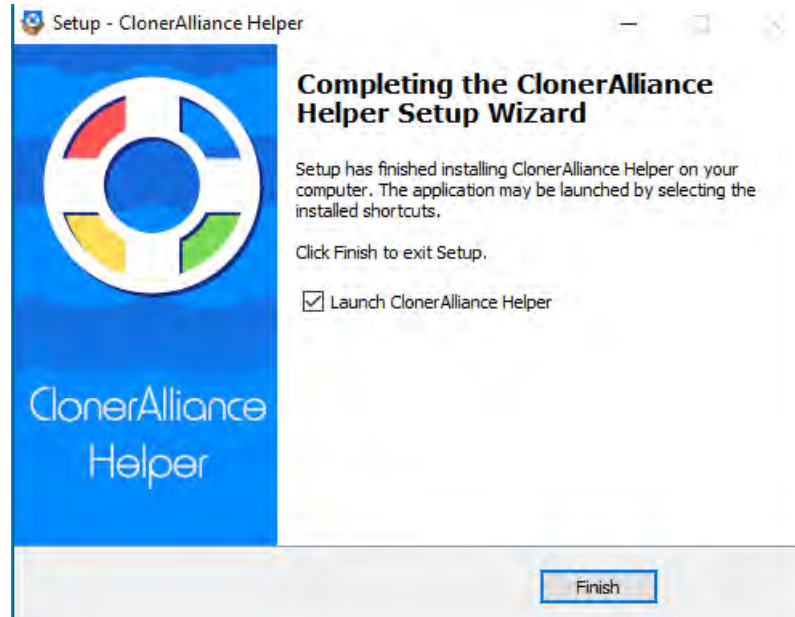 Setup - ClonerAlliance Helper
Completing the ClonerAlliance
Helper Setup Wizard
Setup has finished installing ClonerAlliance Helper on your
computer. The application may be launched by selecting the
installed shortcuts.
Click Finish to exit Setup.
Launch ClonerAlliance Helper
ClonerAlliance
Helper
Finish